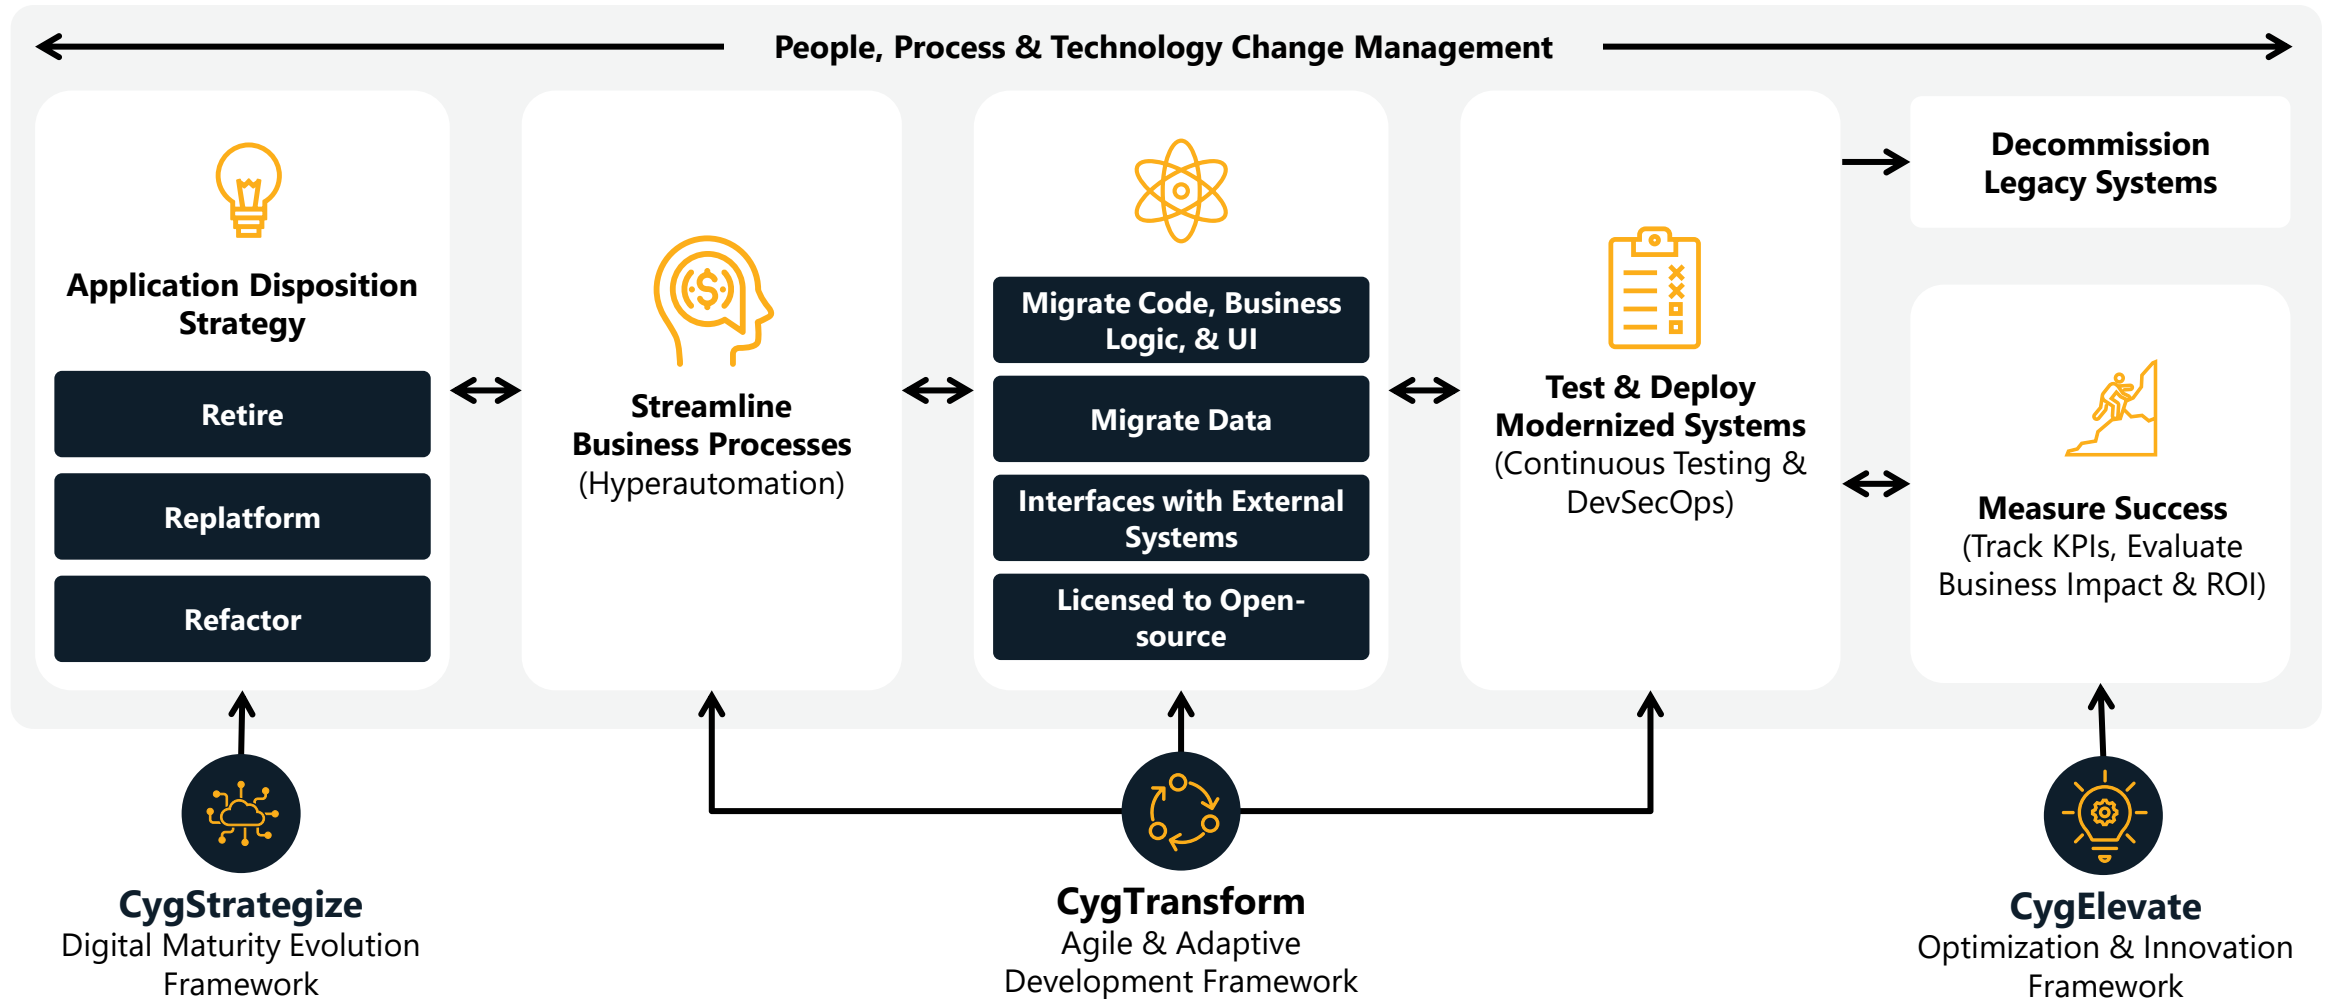 People, Process & Technology Change Management
Application Disposition
Strategy
Retire
Replatform
Refactor
Streamline
Business Processes
(Hyperautomation)
Migrate Code, Business
Logic, & UI
Migrate Data
Interfaces with External
Systems
Licensed to Open-
source
Test & Deploy
Modernized Systems
(Continuous Testing &
DevSecOps)
Decommission
Legacy Systems
Measure Success
(Track KPIs, Evaluate
Business Impact & ROI)
CygStrategize
Digital Maturity Evolution
Framework
CygTransform
Agile & Adaptive
Development Framework
CygElevate
Optimization & Innovation
Framework